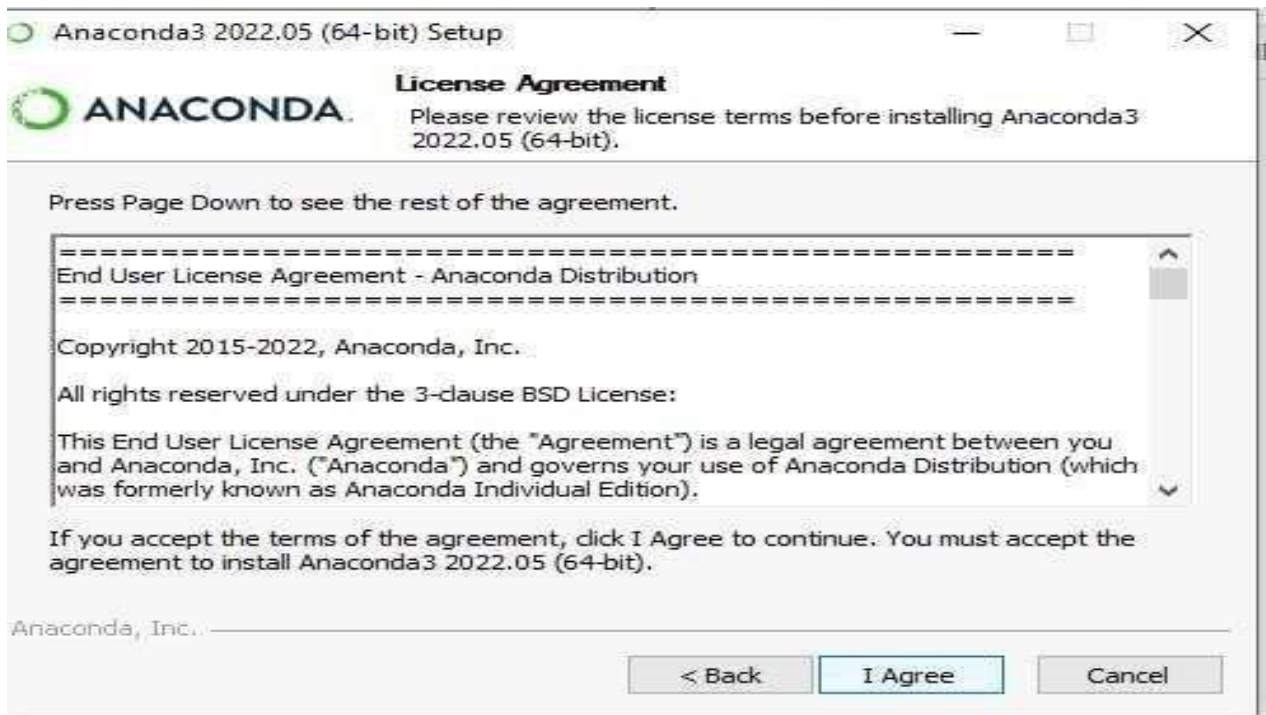 Anaconda3 2022.05 (64-bit) Setup
ANACONDA.
License Agreement
Please review the license terms before installing Anaconda3
2022.05 (64-bit).
Press Page Down to see the rest of the agreement.
===================================================
End User License Agreement - Anaconda Distribution
===================================================
Copyright 2015-2022, Anaconda, Inc.
All rights reserved under the 3-clause BSD License:
This End User License Agreement (the "Agreement") is a legal agreement between you
and Anaconda, Inc. ("Anaconda") and governs your use of Anaconda Distribution (which
was formerly known as Anaconda Individual Edition).
If you accept the terms of the agreement, click I Agree to continue. You must accept the
agreement to install Anaconda3 2022.05 (64-bit).
Anaconda, Inc.
< Back I Agree Cancel